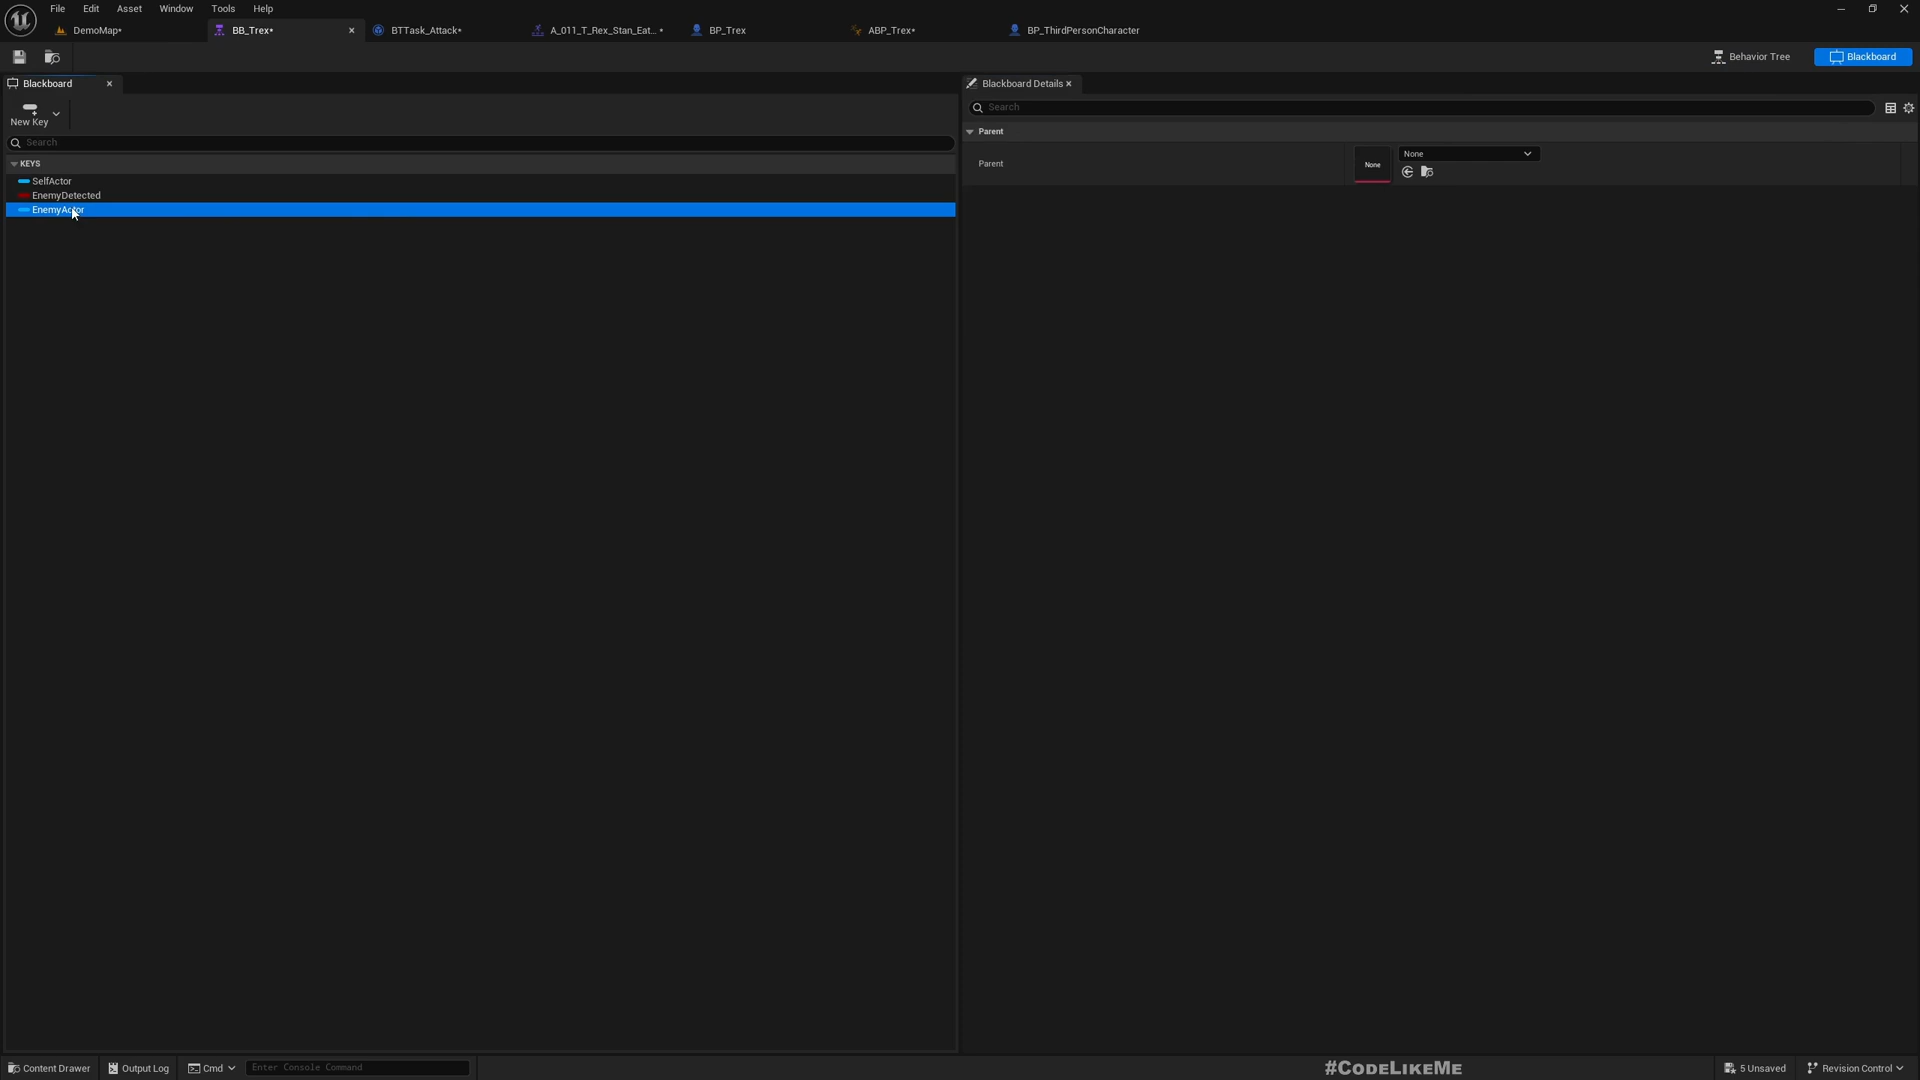 File Edit Asset Window Tools Help
DemoMap* BB_Trex* BTTask_Attack* A_011_T_Rex_Stan_Eat... * BP_Trex ABP_Trex* BP_ThirdPersonCharacter
Behavior Tree Blackboard
Blackboard
New Key
Search
KEYS
SelfActor
EnemyDetected
EnemyActor
Blackboard Details
Search
Parent
Parent
None
None
Content Drawer Output Log Cmd Enter Console Command #CODELIKEME 5 Unsaved Revision Control